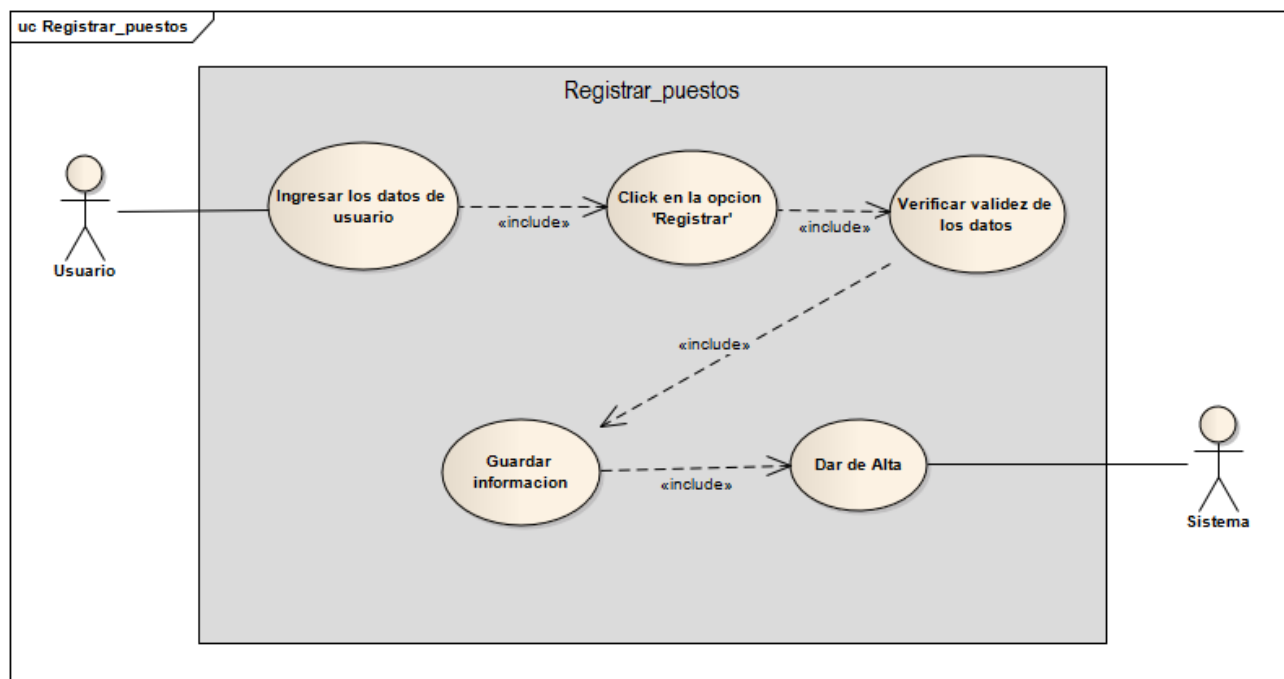 uc Registrar_puestos
Registrar_puestos
Ingresar los datos de
usuario
«include»
Click en la opcion
'Registrar'
«include»
Verificar validez de
los datos
Usuario
«include»
Guardar
informacion
«include»
Dar de Alta
Sistema